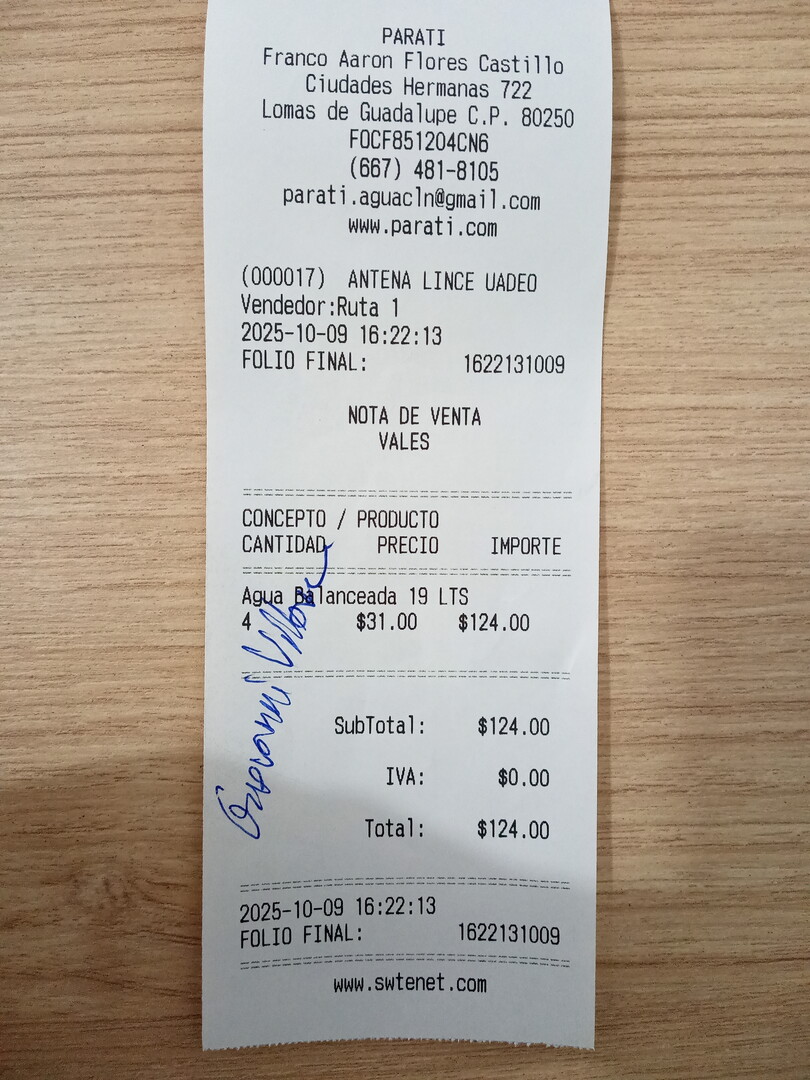 PARATI
Franco Aaron Flores Castillo
Ciudades Hermanas 722
Lomas de Guadalupe C.P. 80250
FOCF851204CN6
(667) 481-8105
parati.aguacln@gmail.com
www.parati.com
(000017) ANTENA LINCE UADEO
Vendedor:Ruta 1
2025-10-09 16:22:13
FOLIO FINAL: 1622131009
NOTA DE VENTA
VALES
CONCEPTO / PRODUCTO
CANTIDAD PRECIO IMPORTE
Agua Balanceada 19 LTS
4 $31.00 $124.00
SubTotal: $124.00
IVA: $0.00
Total: $124.00
2025-10-09 16:22:13
FOLIO FINAL: 1622131009
www.swtenet.com